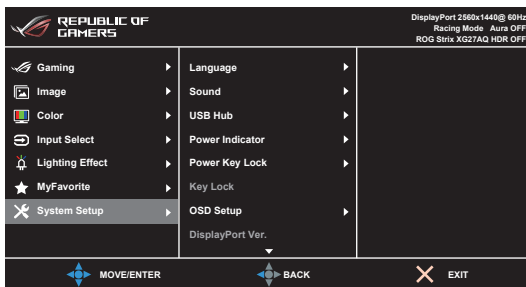 REPUBLIC OF
GAMERS
DisplayPort 2560x1440@ 60Hz
Racing Mode Aura OFF
ROG Strix XG27AQ HDR OFF
Gaming
Image
Color
Input Select
Lighting Effect
MyFavorite
System Setup
Language
Sound
USB Hub
Power Indicator
Power Key Lock
Key Lock
OSD Setup
DisplayPort Ver.
MOVE/ENTER
BACK
EXIT